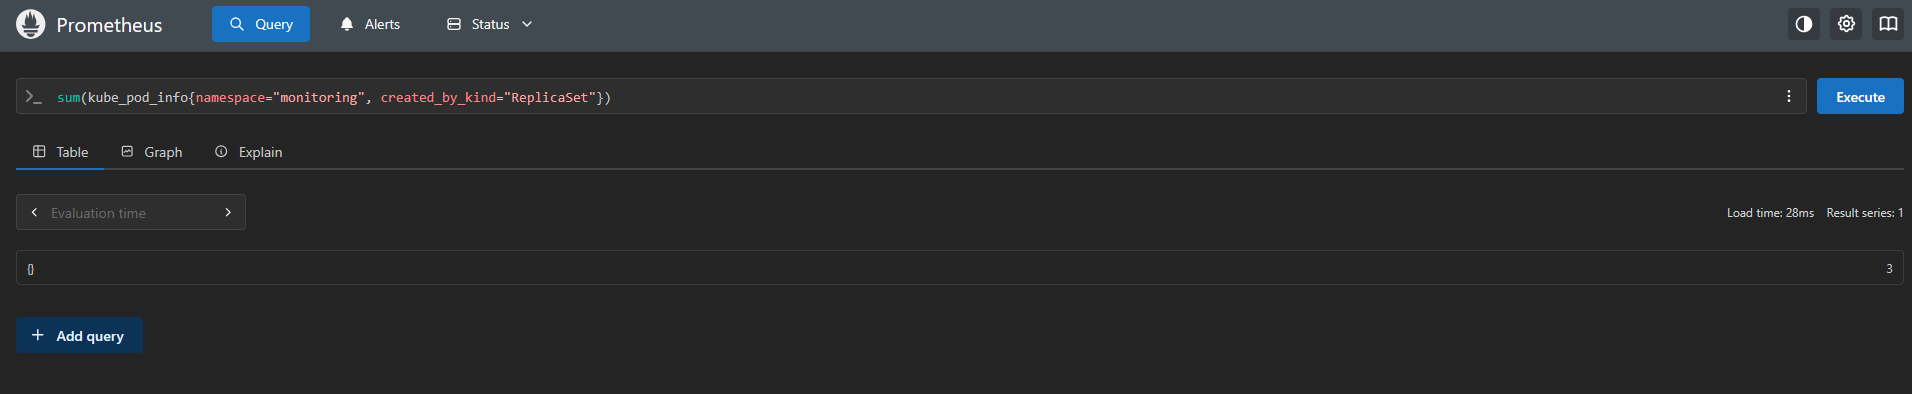 Prometheus Query Alerts Status
>_ sum(kube_pod_info{namespace="monitoring", created_by_kind="ReplicaSet"}) Execute
Table Graph Explain
Evaluation time Load time: 28ms Result series: 1
{} 3
+ Add query